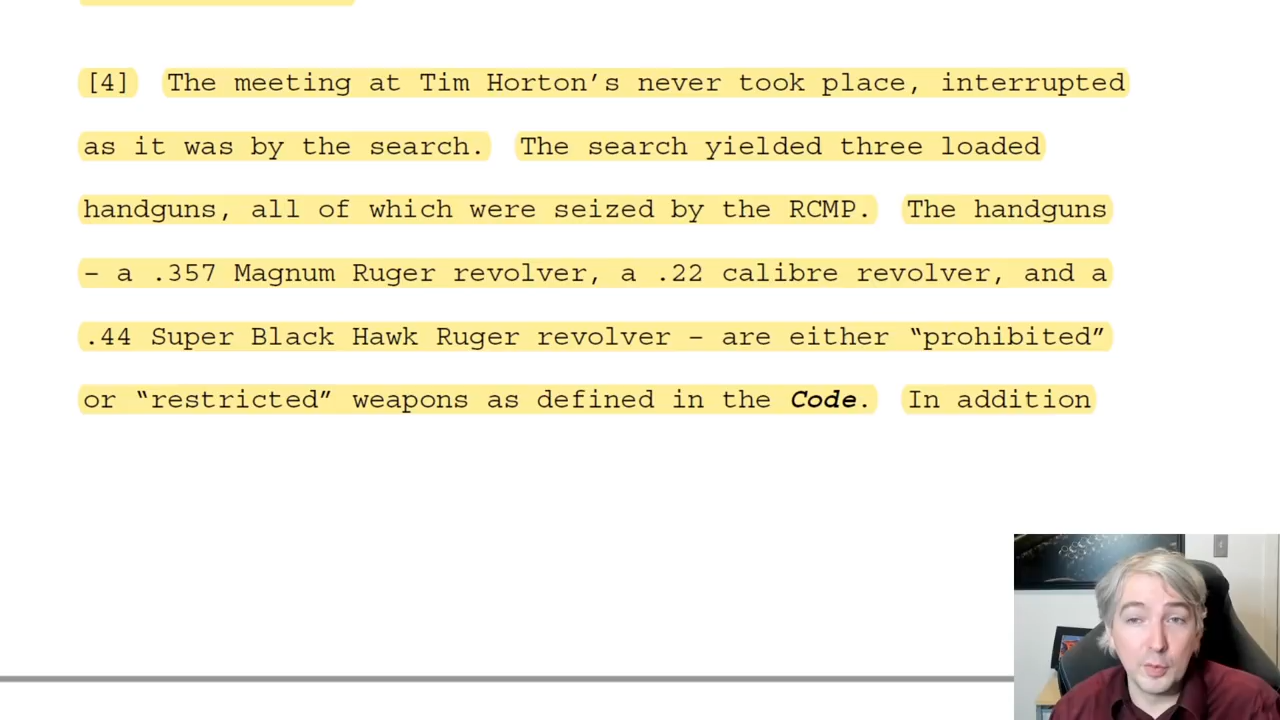 [4] The meeting at Tim Horton’s never took place, interrupted
as it was by the search. The search yielded three loaded
handguns, all of which were seized by the RCMP. The handguns
– a .357 Magnum Ruger revolver, a .22 calibre revolver, and a
.44 Super Black Hawk Ruger revolver – are either “prohibited”
or “restricted” weapons as defined in the Code. In addition